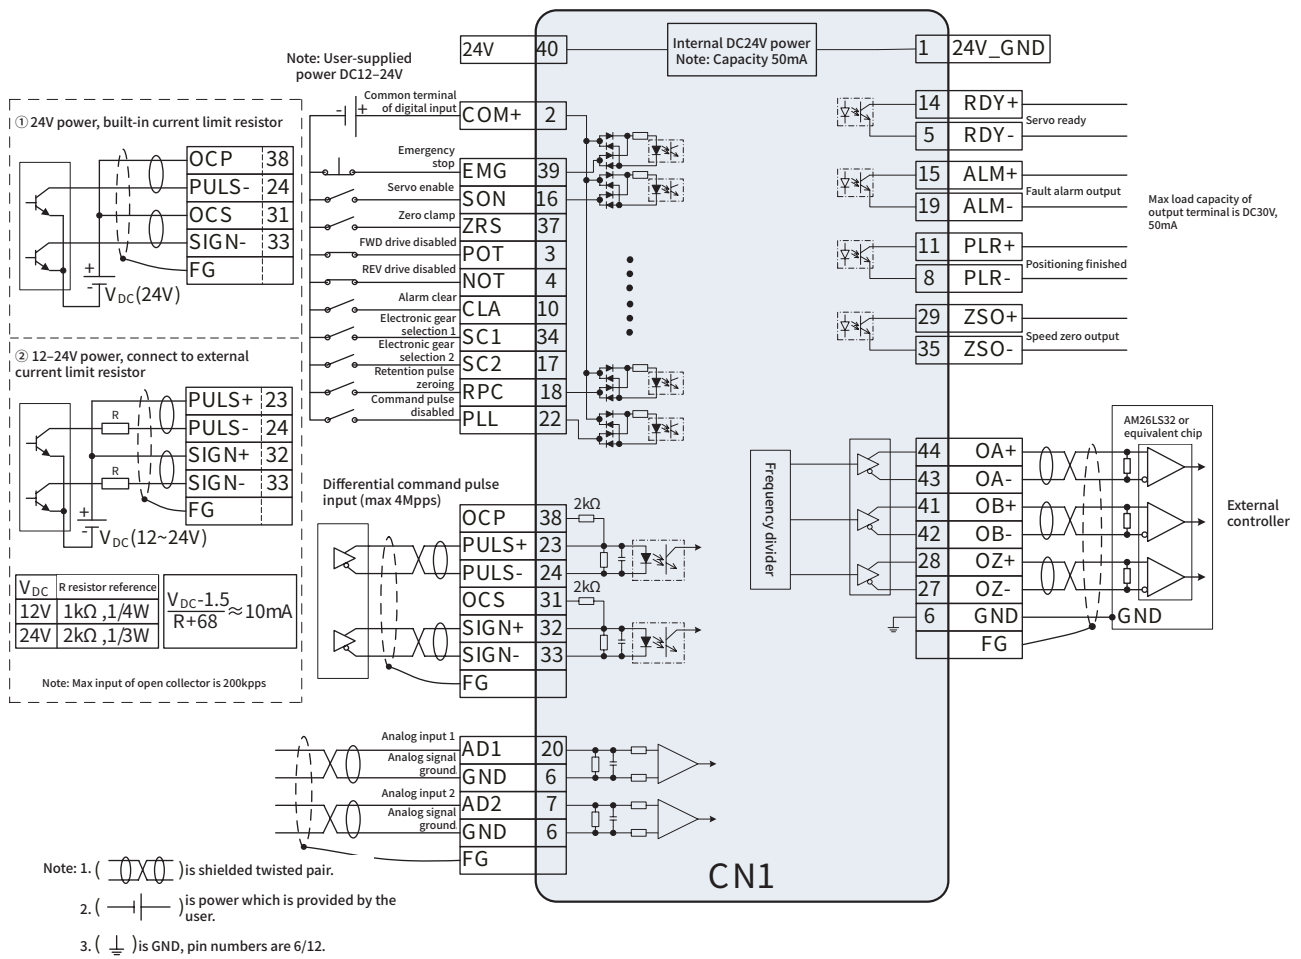 Note: User-supplied
power DC12–24V
24V 40
Internal DC24V power
Note: Capacity 50mA
1 24V_GND
① 24V power, built-in current limit resistor
OCP 38
PULS- 24
OCS 31
SIGN- 33
FG
+
-
VDC(24V)
② 12–24V power, connect to external
current limit resistor
PULS+ 23
R
PULS- 24
SIGN+ 32
R
SIGN- 33
FG
+
-
VDC(12~24V)
VDC R resistor reference
12V 1kΩ ,1/4W
24V 2kΩ ,1/3W
VDC-1.5
R+68
≈10mA
Note: Max input of open collector is 200kpps
- +
Common terminal
of digital input
COM+ 2
Emergency
stop
EMG 39
Servo enable
SON 16
Zero clamp
ZRS 37
FWD drive disabled
POT 3
REV drive disabled
NOT 4
Alarm clear
CLA 10
Electronic gear
selection 1
SC1 34
Electronic gear
selection 2
SC2 17
Retention pulse
zeroing
RPC 18
Command pulse
disabled
PLL 22
Differential command pulse
input (max 4Mpps)
OCP 38
2kΩ
PULS+ 23
PULS- 24
OCS 31
2kΩ
SIGN+ 32
SIGN- 33
FG
Analog input 1
AD1 20
Analog signal
ground
GND 6
Analog input 2
AD2 7
Analog signal
ground
GND 6
FG
14 RDY+
Servo ready
5 RDY-
15 ALM+
Fault alarm output
19 ALM-
11 PLR+
Positioning finished
8 PLR-
29 ZSO+
Speed zero output
35 ZSO-
Max load capacity of
output terminal is DC30V,
50mA
Frequency divider
44 OA+
43 OA-
41 OB+
42 OB-
28 OZ+
27 OZ-
6 GND
FG
AM26LS32 or
equivalent chip
GND
External
controller
CN1
Note: 1. ( ) is shielded twisted pair.
2. ( ) is power which is provided by the
user.
3. ( ) is GND, pin numbers are 6/12.